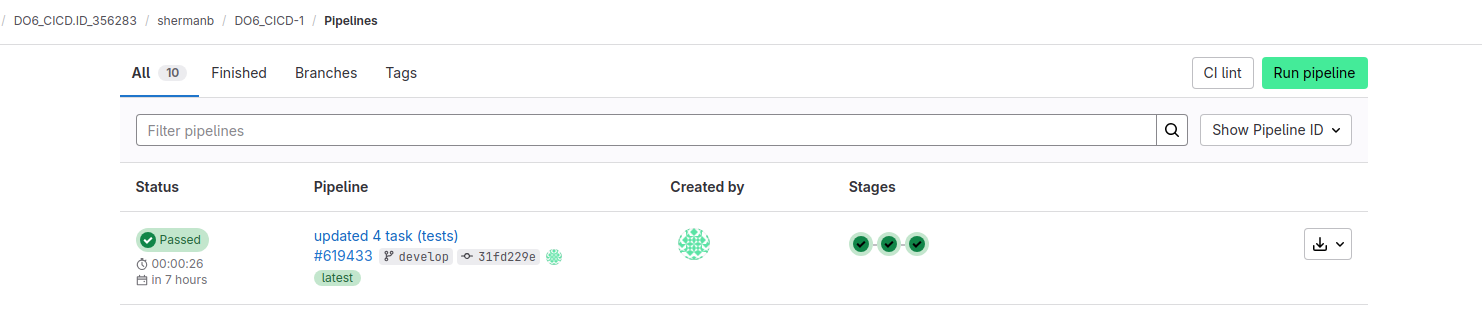 / DO6_CICD.ID_356283 / shermanb / DO6_CICD-1 / Pipelines
All 10 Finished Branches Tags CI lint Run pipeline
Filter pipelines Show Pipeline ID
Status Pipeline Created by Stages
Passed updated 4 task (tests)
00:00:26 #619433 develop 31fd229e
in 7 hours latest